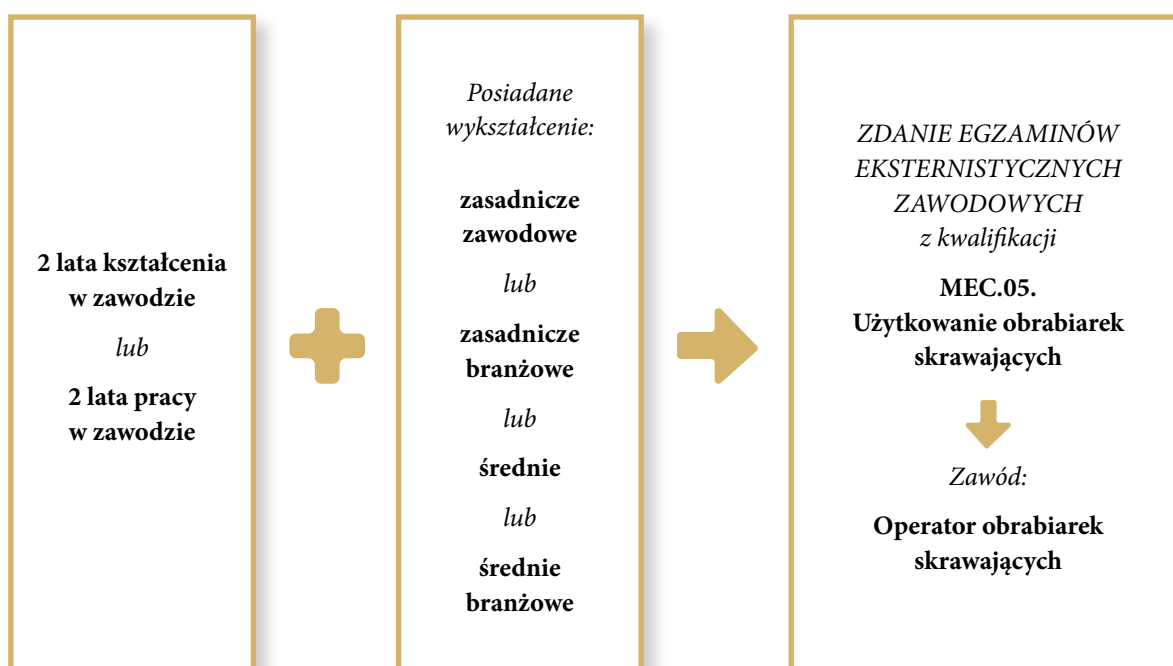 2 lata kształcenia
w zawodzie
lub
2 lata pracy
w zawodzie
Posiadane
wykształcenie:
zasadnicze
zawodowe
lub
zasadnicze
branżowe
lub
średnie
lub
średnie
branżowe
ZDANIE EGZAMINÓW
EKSTERNISTYCZNYCH
ZAWODOWYCH
z kwalifikacji
MEC.05.
Użytkowanie obrabiarek
skrawających
Zawód:
Operator obrabiarek
skrawających